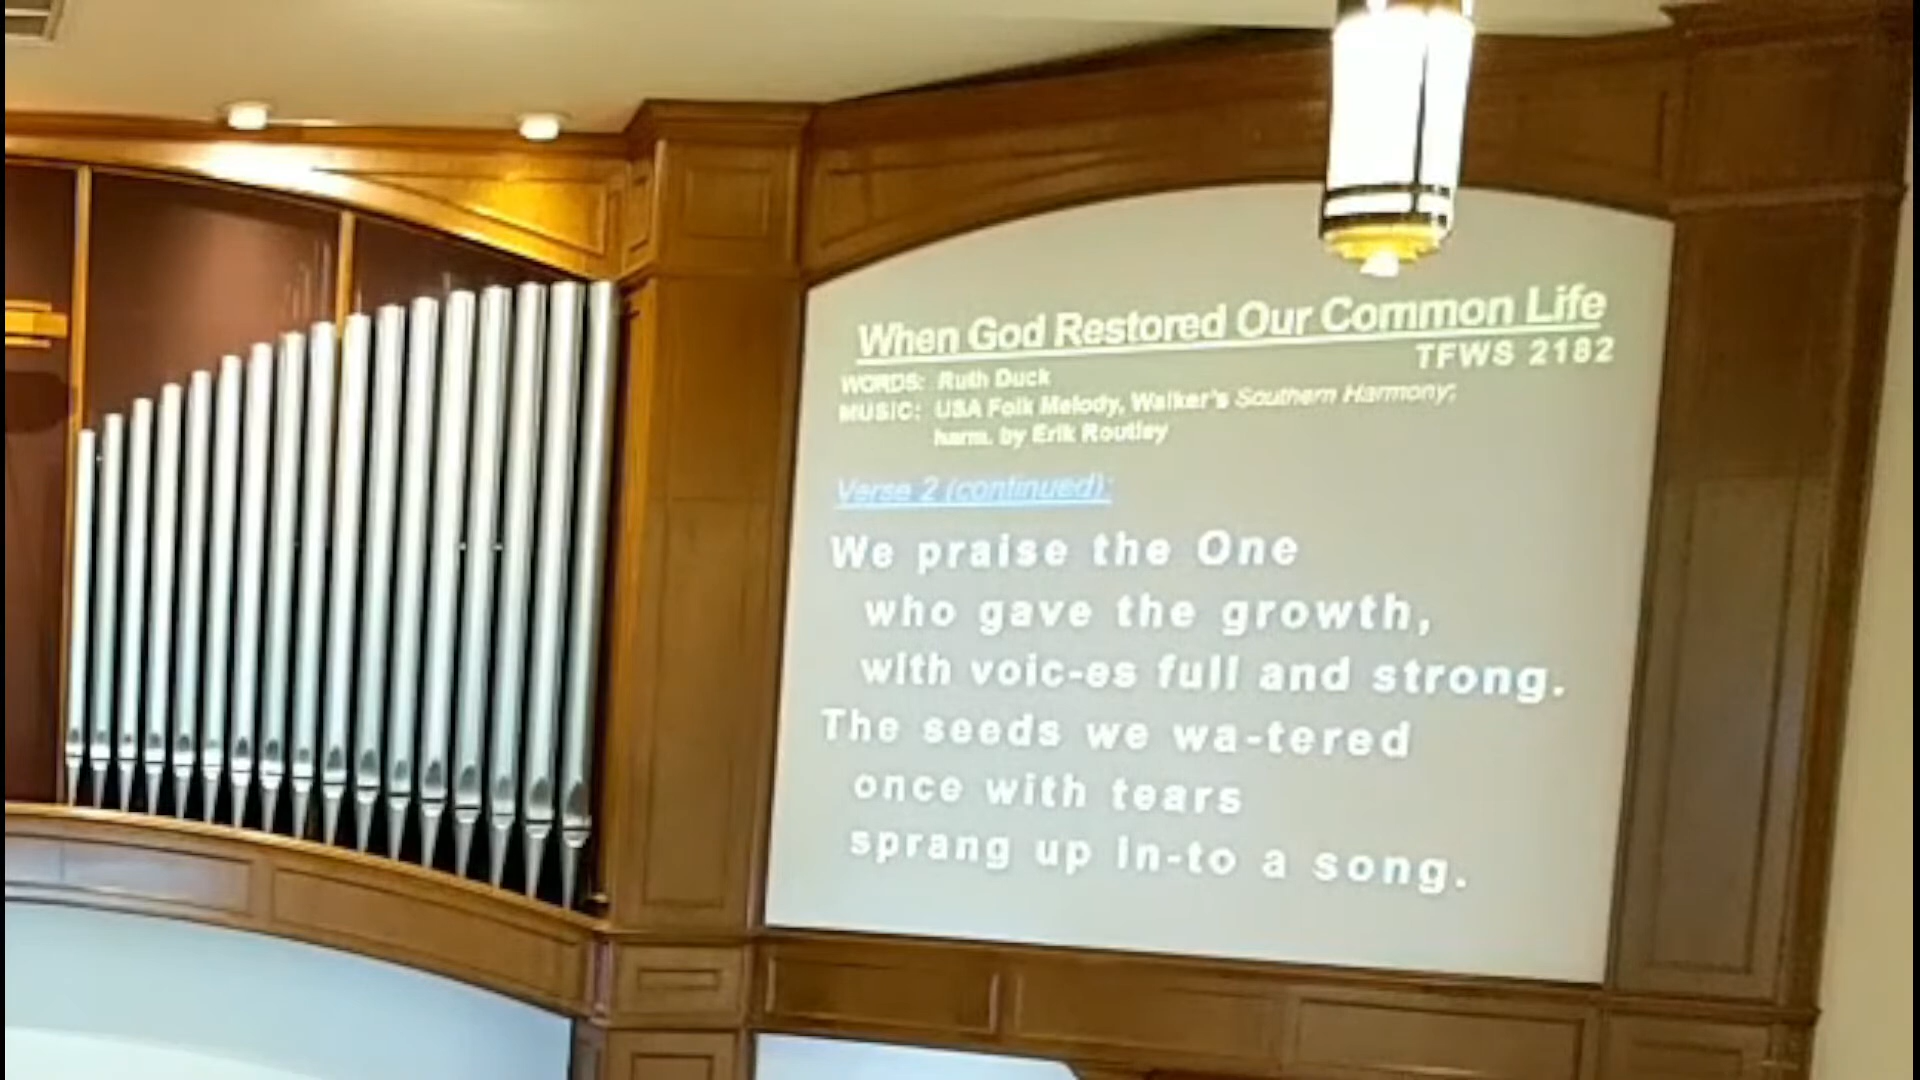 When God Restored Our Common Life
TFWS 2182
WORDS: Ruth Duck
MUSIC: USA Folk Melody, Walker's Southern Harmony;
harm. by Erik Routley
Verse 2 (continued):
We praise the One
who gave the growth,
with voic-es full and strong.
The seeds we wa-tered
once with tears
sprang up in-to a song.